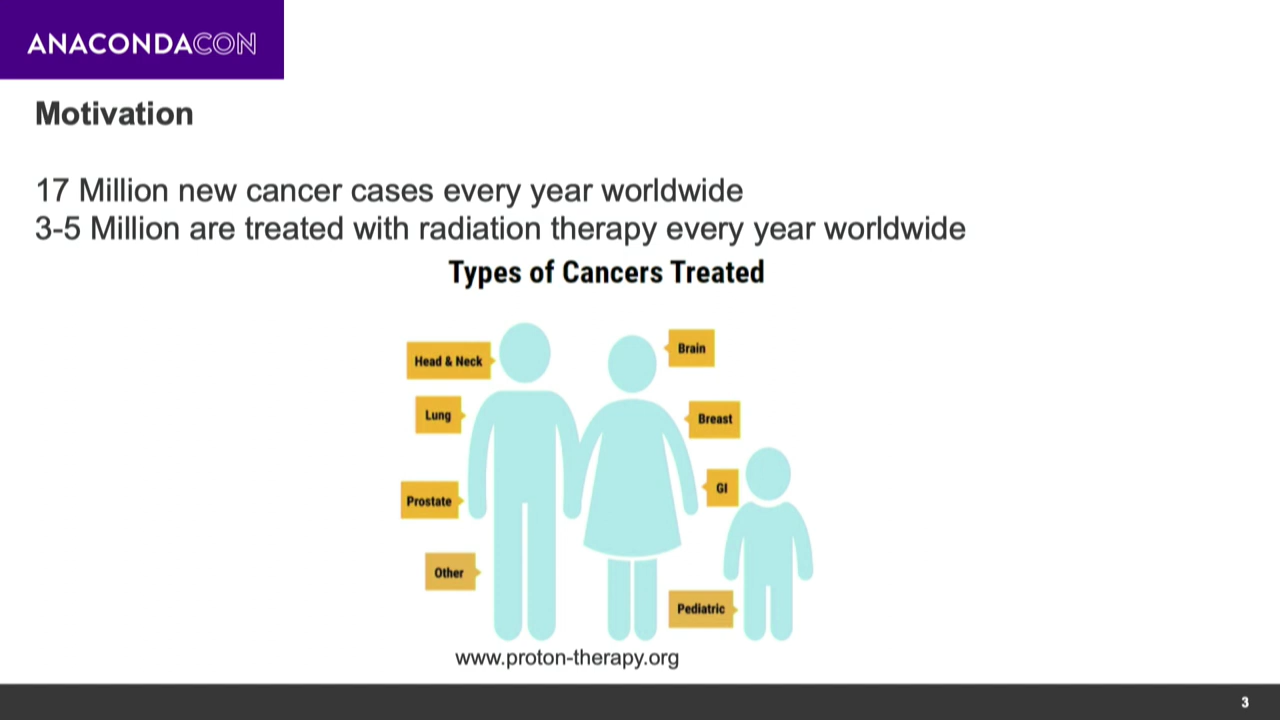 ANACONDACON
Motivation
17 Million new cancer cases every year worldwide
3-5 Million are treated with radiation therapy every year worldwide
Types of Cancers Treated
Head & Neck
Brain
Lung
Breast
GI
Prostate
Other
Pediatric
www.proton-therapy.org
3